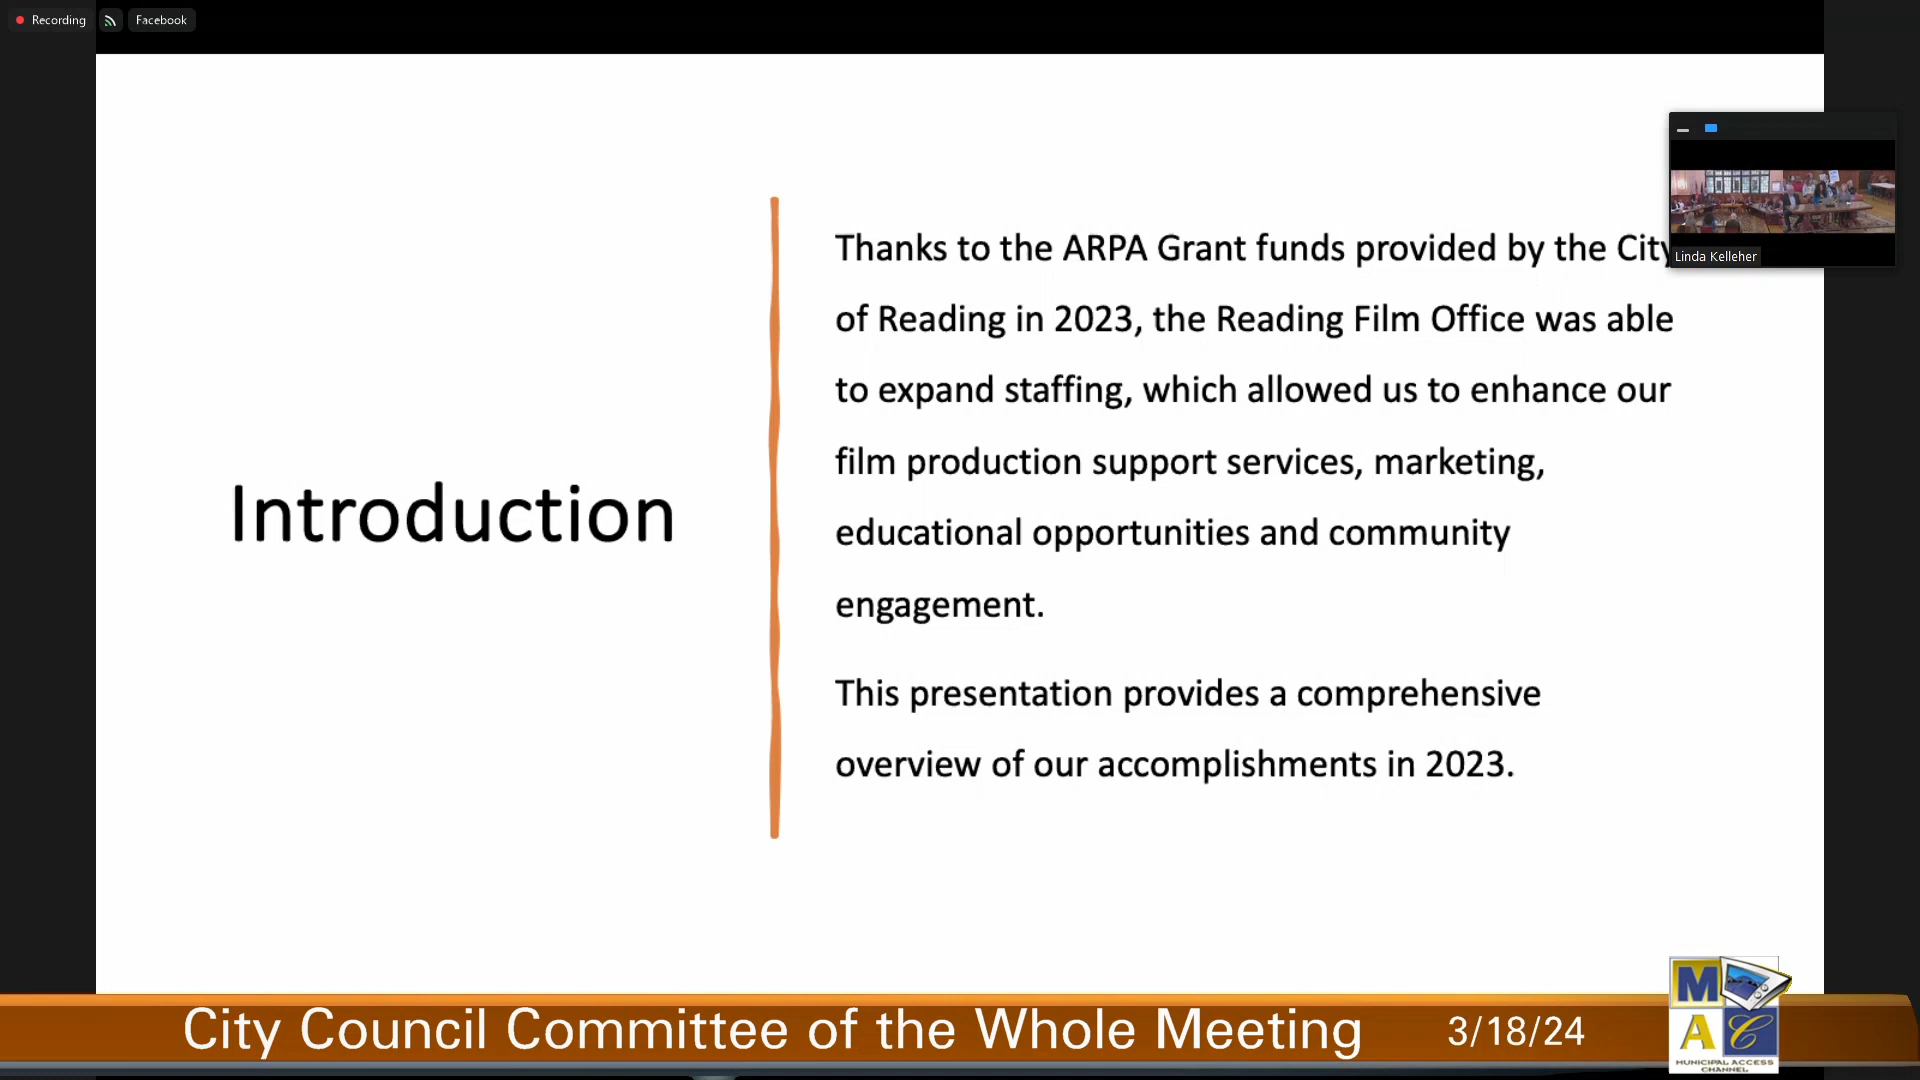 Recording
Facebook
Linda Kelleher
Introduction
Thanks to the ARPA Grant funds provided by the City
of Reading in 2023, the Reading Film Office was able
to expand staffing, which allowed us to enhance our
film production support services, marketing,
educational opportunities and community
engagement.
This presentation provides a comprehensive
overview of our accomplishments in 2023.
City Council Committee of the Whole Meeting
3/18/24
M
A C
MUNICIPAL ACCESS
CHANNEL